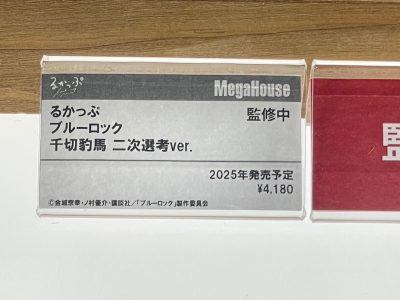 るかっぷ MegaHouse
るかっぷ 監修中
ブルーロック
千切豹馬 二次選考ver.
2025年発売予定
¥4,180
©金城宗幸・ノ村優介・講談社／「ブルーロック」製作委員会
監